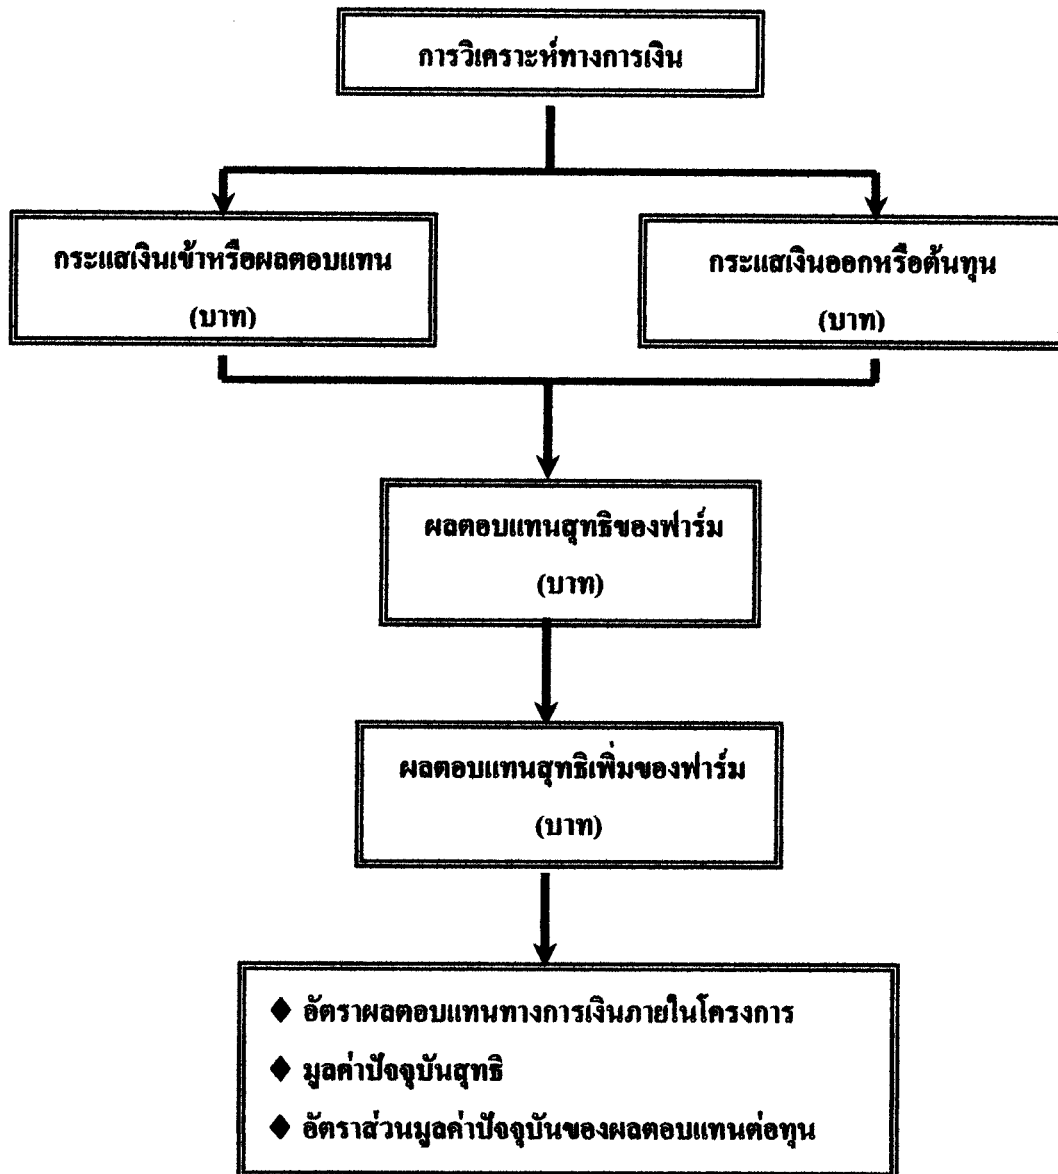 การวิเคราะห์ทางการเงิน
กระแสเงินเข้าหรือผลตอบแทน
(บาท)
กระแสเงินออกหรือต้นทุน
(บาท)
ผลตอบแทนสุทธิของฟาร์ม
(บาท)
ผลตอบแทนสุทธิเพิ่มของฟาร์ม
(บาท)
◆ อัตราผลตอบแทนทางการเงินภายในโครงการ
◆ มูลค่าปัจจุบันสุทธิ
◆ อัตราส่วนมูลค่าปัจจุบันของผลตอบแทนต่อทุน